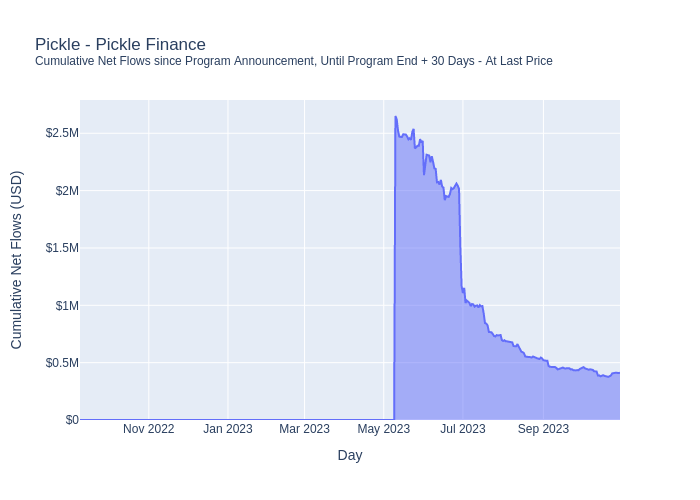 Pickle - Pickle Finance
Cumulative Net Flows since Program Announcement, Until Program End + 30 Days - At Last Price
Cumulative Net Flows (USD)
$2.5M
$2M
$1.5M
$1M
$0.5M
$0
Nov 2022
Jan 2023
Mar 2023
May 2023
Jul 2023
Sep 2023
Day